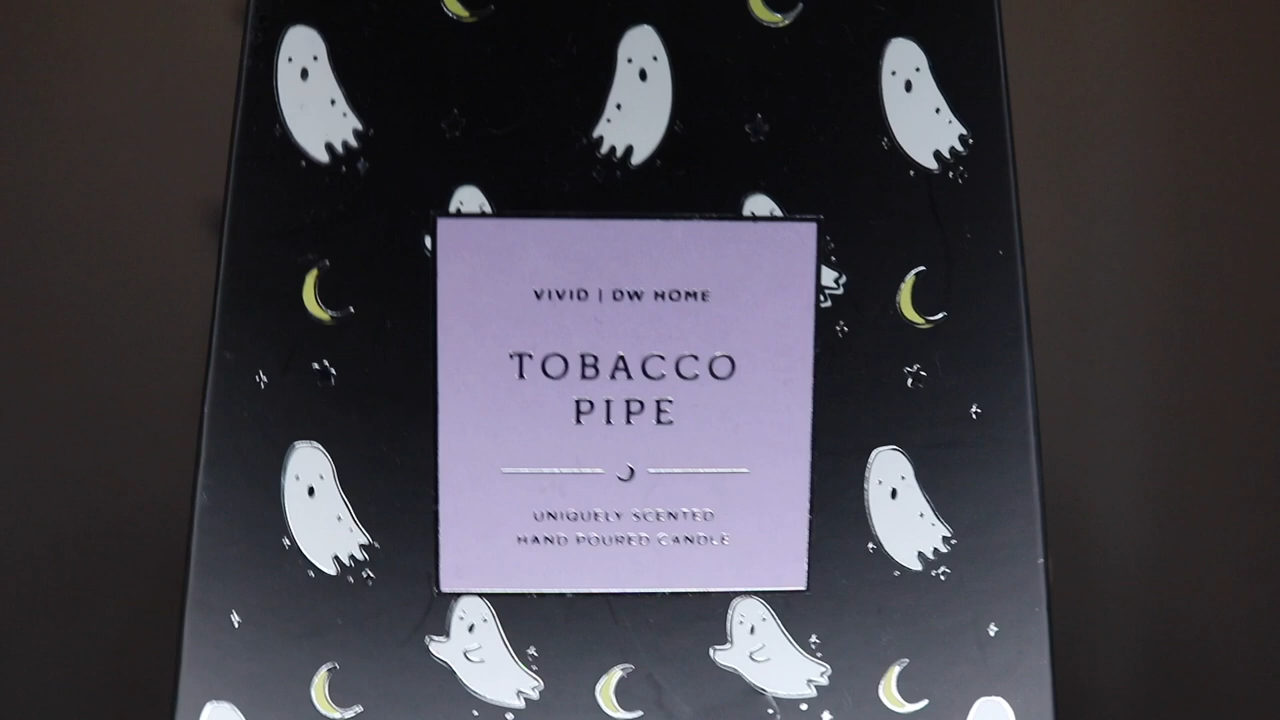 VIVID | DW HOME
TOBACCO
PIPE
UNIQUELY SCENTED
HAND POURED CANDLE